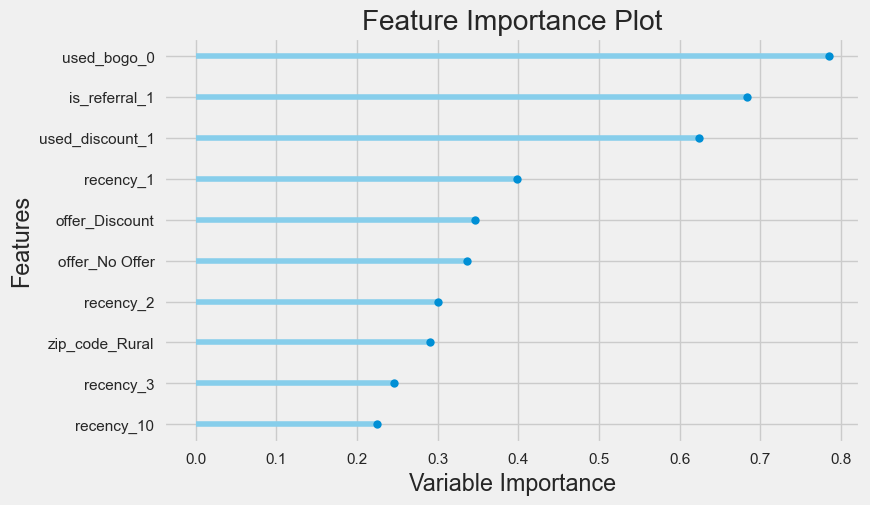 Feature Importance Plot
Features
used_bogo_0
is_referral_1
used_discount_1
recency_1
offer_Discount
offer_No Offer
recency_2
zip_code_Rural
recency_3
recency_10
0.0 0.1 0.2 0.3 0.4 0.5 0.6 0.7 0.8
Variable Importance